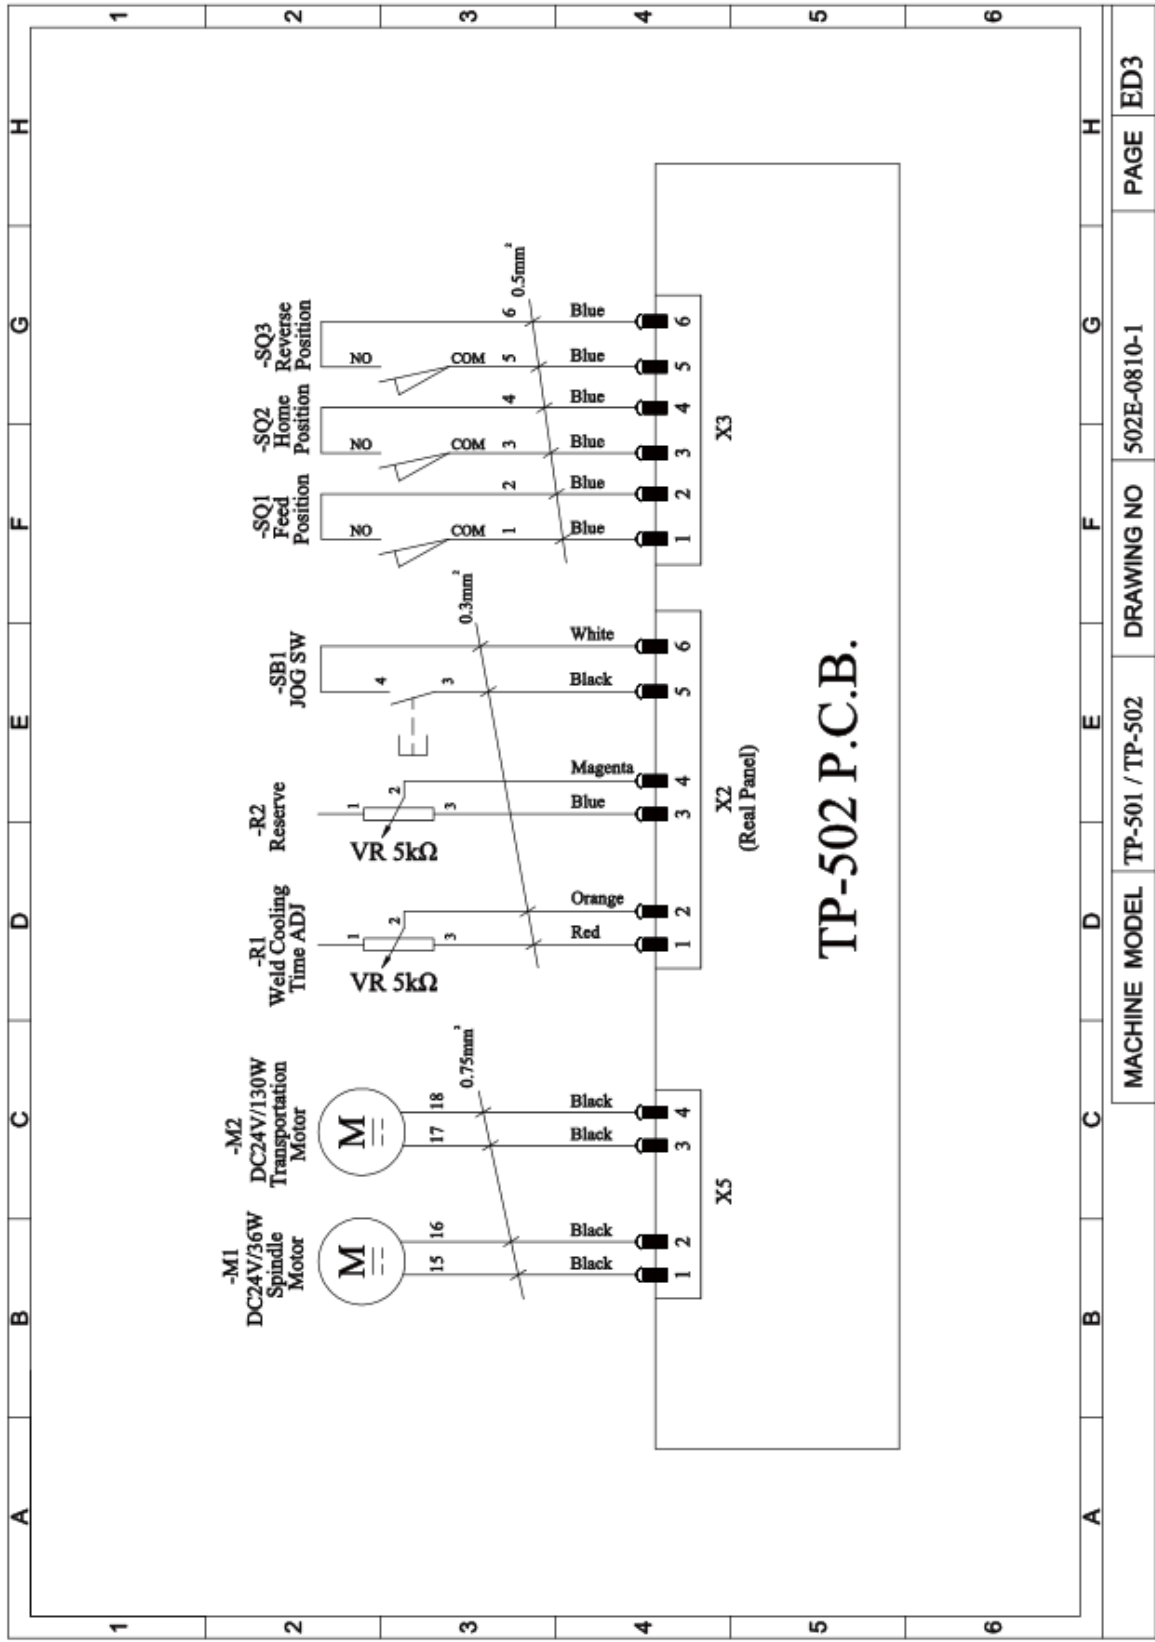 A B C D E F G H
1 1
2 2
3 3
4 4
5 5
6 6
-M1
DC24V/36W
Spindle
Motor
M
15 16
-M2
DC24V/130W
Transportation
Motor
M
17 18
0.75mm²
Black Black Black Black
1 2 3 4
X5
-R1
Weld Cooling
Time ADJ
1
2
3
VR 5kΩ
-R2
Reserve
1
2
3
VR 5kΩ
-SB1
JOG SW
4
3
0.3mm²
Red Orange Blue Magenta Black White
1 2 3 4 5 6
X2
(Real Panel)
-SQ1
Feed
Position
NO
COM
1 2
-SQ2
Home
Position
NO
COM
3 4
-SQ3
Reverse
Position
NO
COM
5 6
0.5mm²
Blue Blue Blue Blue Blue Blue
1 2 3 4 5 6
X3
TP-502 P.C.B.
A B C D E F G H
MACHINE MODEL TP-501 / TP-502 DRAWING NO 502E-0810-1 PAGE ED3